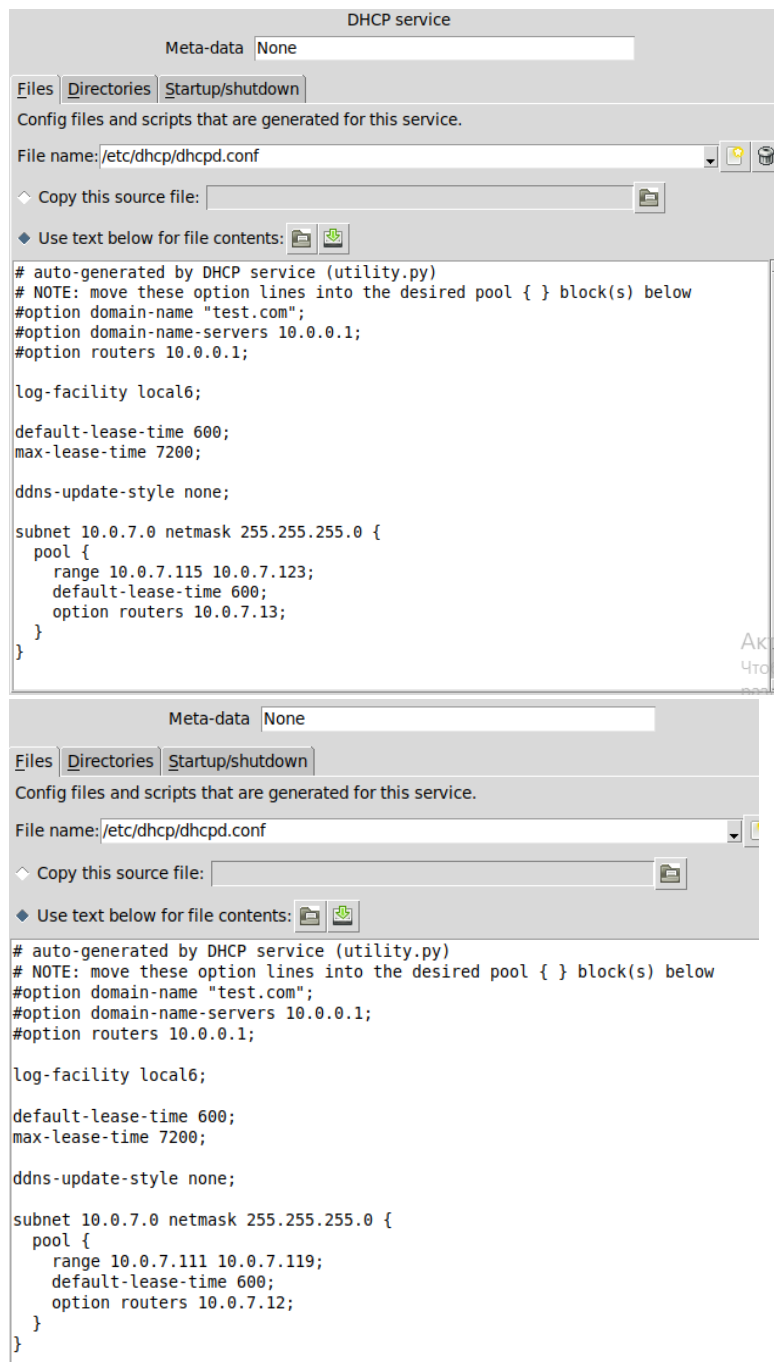 DHCP service
Meta-data None
Files Directories Startup/shutdown
Config files and scripts that are generated for this service.
File name: /etc/dhcp/dhcpd.conf
Copy this source file:
Use text below for file contents:
# auto-generated by DHCP service (utility.py)
# NOTE: move these option lines into the desired pool { } block(s) below
#option domain-name "test.com";
#option domain-name-servers 10.0.0.1;
#option routers 10.0.0.1;
log-facility local6;
default-lease-time 600;
max-lease-time 7200;
ddns-update-style none;
subnet 10.0.7.0 netmask 255.255.255.0 {
pool {
range 10.0.7.115 10.0.7.123;
default-lease-time 600;
option routers 10.0.7.13;
}
}
Ак
Что
Meta-data None
Files Directories Startup/shutdown
Config files and scripts that are generated for this service.
File name: /etc/dhcp/dhcpd.conf
Copy this source file:
Use text below for file contents:
# auto-generated by DHCP service (utility.py)
# NOTE: move these option lines into the desired pool { } block(s) below
#option domain-name "test.com";
#option domain-name-servers 10.0.0.1;
#option routers 10.0.0.1;
log-facility local6;
default-lease-time 600;
max-lease-time 7200;
ddns-update-style none;
subnet 10.0.7.0 netmask 255.255.255.0 {
pool {
range 10.0.7.111 10.0.7.119;
default-lease-time 600;
option routers 10.0.7.12;
}
}